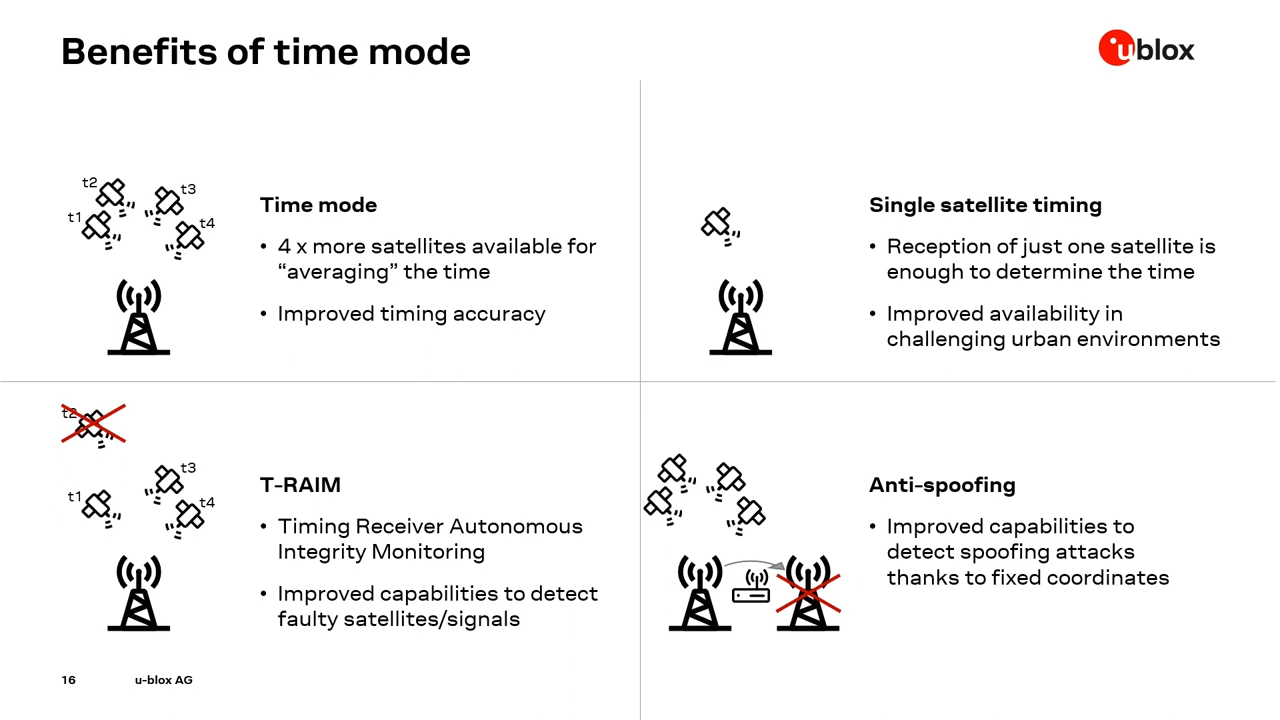 Benefits of time mode
ublox
t2
t3
t1
t4
Time mode
• 4 x more satellites available for
“averaging” the time
• Improved timing accuracy
Single satellite timing
• Reception of just one satellite is
enough to determine the time
• Improved availability in
challenging urban environments
t2
t3
t1
t4
T-RAIM
• Timing Receiver Autonomous
Integrity Monitoring
• Improved capabilities to detect
faulty satellites/signals
Anti-spoofing
• Improved capabilities to
detect spoofing attacks
thanks to fixed coordinates
16
u-blox AG